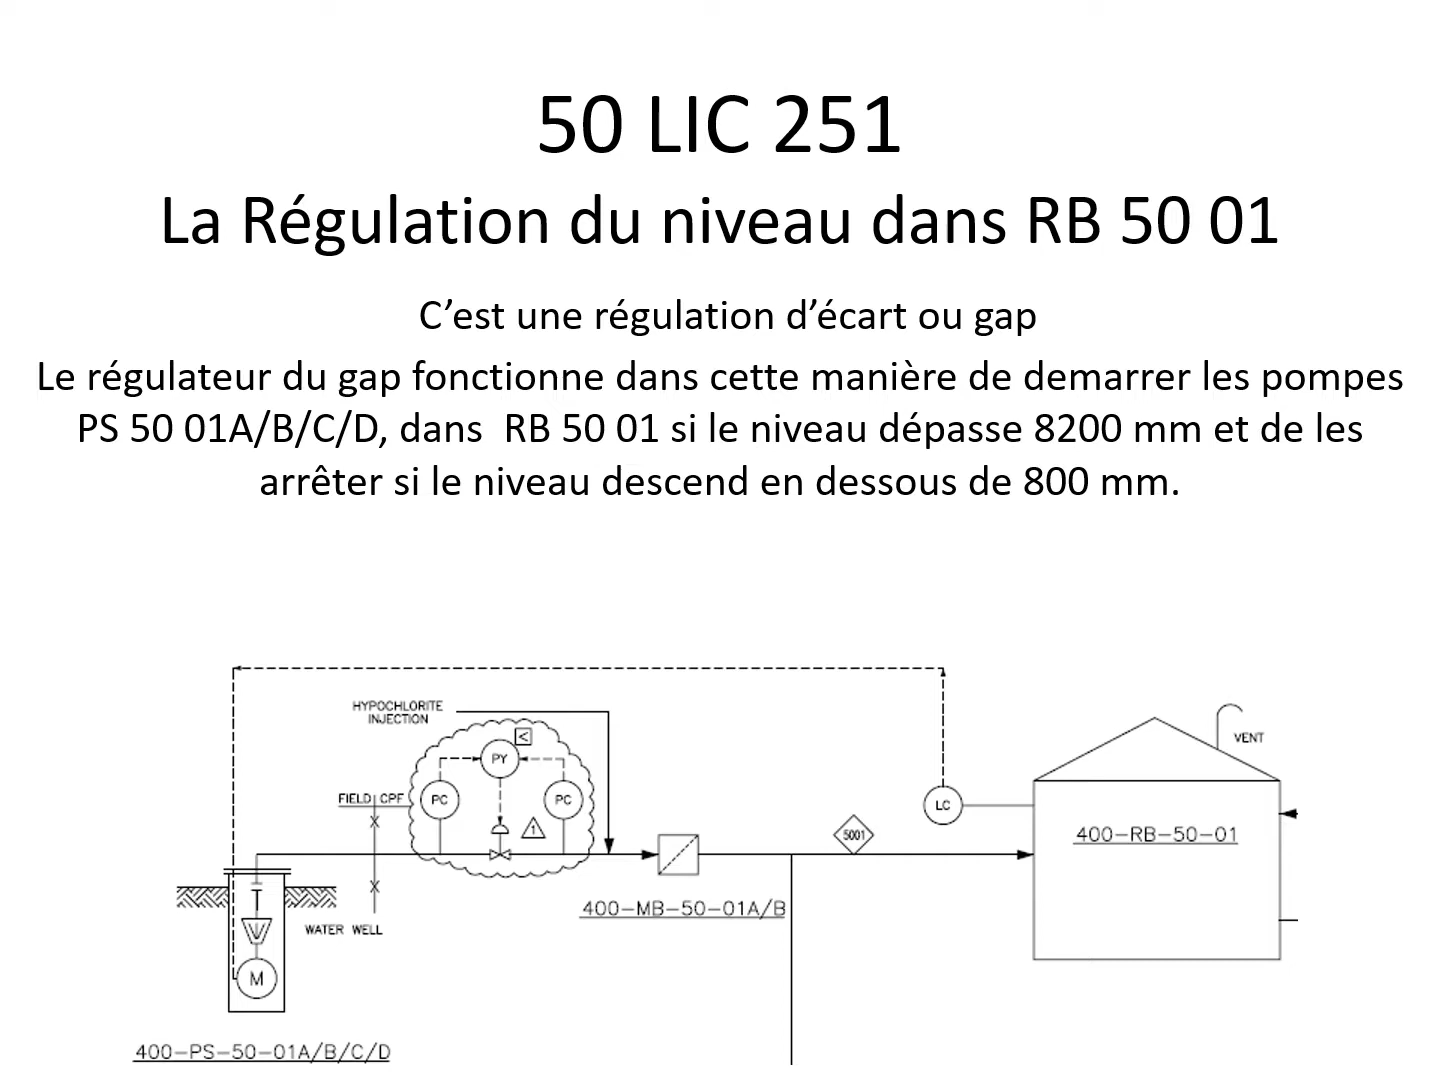 50 LIC 251
La Régulation du niveau dans RB 50 01
C’est une régulation d’écart ou gap
Le régulateur du gap fonctionne dans cette manière de demarrer les pompes
PS 50 01A/B/C/D, dans  RB 50 01 si le niveau dépasse 8200 mm et de les
arrêter si le niveau descend en dessous de 800 mm.
HYPOCHLORITE
INJECTION
<
PY
VENT
FIELD CPF
PC
PC
1
LC
5001
400-RB-50-01
400-MB-50-01A/B
WATER WELL
M
400-PS-50-01A/B/C/D